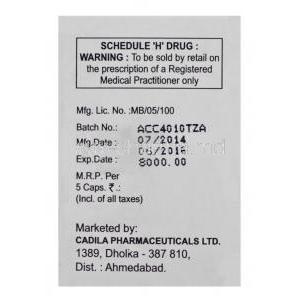 SCHEDULE 'H' DRUG :
WARNING : To be sold by retail on
the prescription of a Registered
Medical Practitioner only
Mfg. Lic. No. :MB/05/100
Batch No.: ACC4010TZA
Mfg.Date : 07/2014
Exp.Date : 06/2016
M.R.P. Per 8000.00
5 Caps. ₹.:
(Incl. of all taxes)
Marketed by:
CADILA PHARMACEUTICALS LTD.
1389, Dholka - 387 810,
Dist. : Ahmedabad.